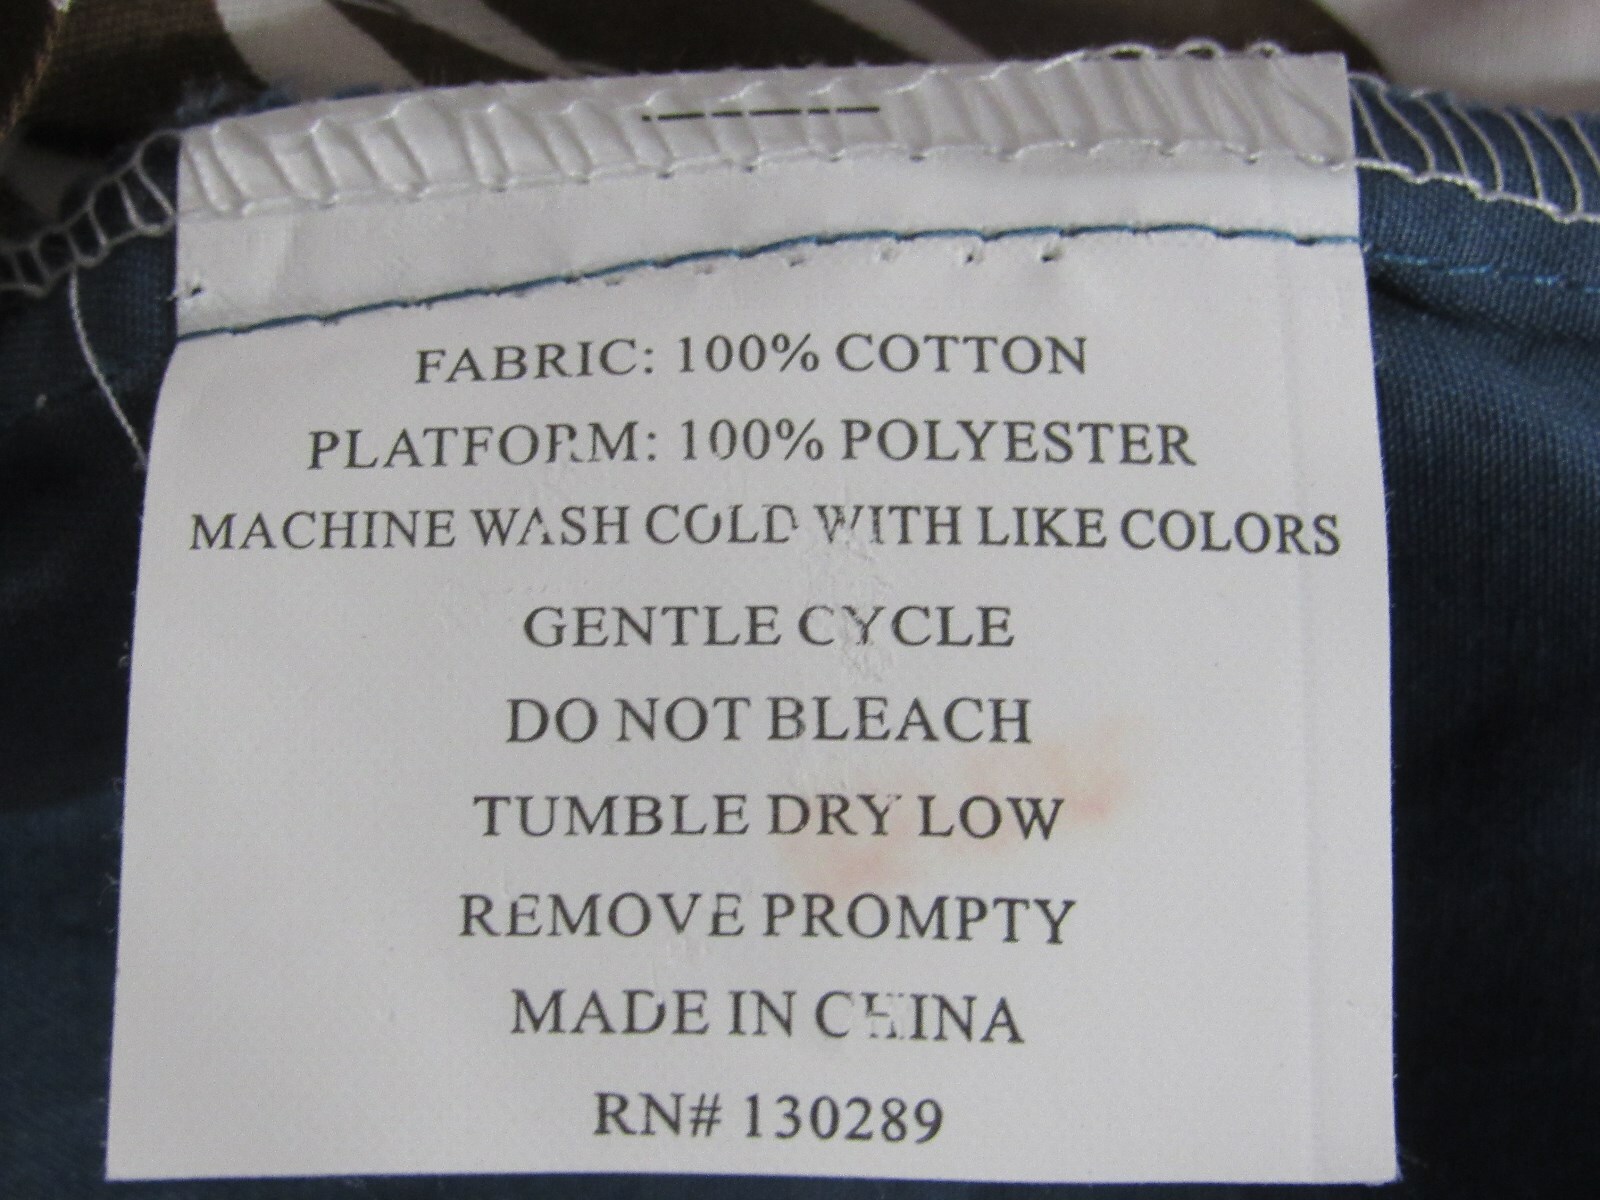 FABRIC: 100% COTTON
PLATFORM: 100% POLYESTER
MACHINE WASH COLD WITH LIKE COLORS
GENTLE CYCLE
DO NOT BLEACH
TUMBLE DRY LOW
REMOVE PROMPTY
MADE IN CHINA
RN# 130289